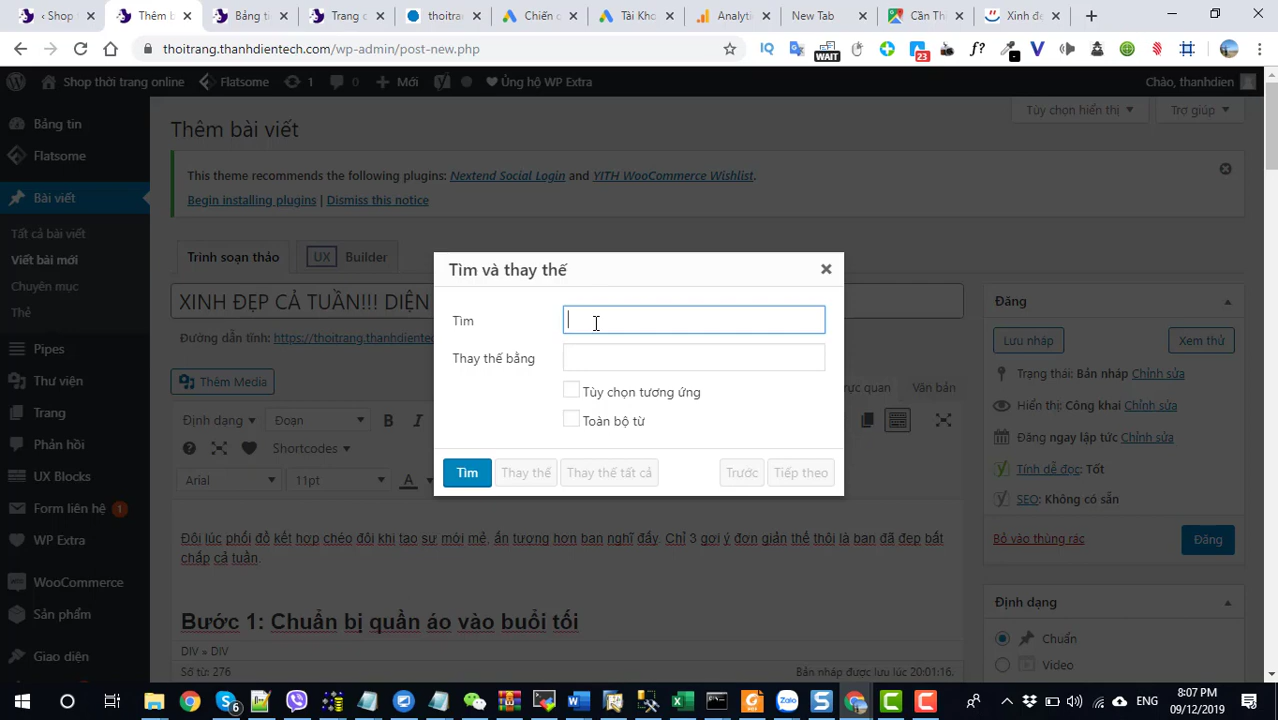 ‹ Shop t
Thêm b
Bảng ti
Trang c
thoitran
Chiến c
Tài Kho
Analyti
New Tab
Căn Thi
Xinh đẹ
thoitrang.thanhdientech.com/wp-admin/post-new.php
IQ
WAIT
23
f?
V
Shop thời trang online
Flatsome
1
0
Mới
Ủng hộ WP Extra
Chào, thanhdien
Bảng tin
Flatsome
Bài viết
Tất cả bài viết
Viết bài mới
Chuyên mục
Thẻ
Pipes
Thư viện
Trang
Phản hồi
UX Blocks
Form liên hệ 1
WP Extra
WooCommerce
Sản phẩm
Giao diện
Thêm bài viết
Tùy chọn hiển thị
Trợ giúp
This theme recommends the following plugins: Nextend Social Login and YITH WooCommerce Wishlist.
Begin installing plugins | Dismiss this notice
Trình soạn thảo
UX Builder
XINH ĐẸP CẢ TUẦN!!! DIỆN
Đường dẫn tĩnh: https://thoitrang.thanhdientec
Thêm Media
rực quan
Văn bản
Định dạng
Đoạn
B
I
Shortcodes
Arial
11pt
A
Đôi lúc phối đồ kết hợp chéo đôi khi tạo sự mới mẻ, ấn tượng hơn bạn nghĩ đấy. Chỉ 3 gợi ý đơn giản thế thôi là bạn đã đẹp bất
chấp cả tuần.
Bước 1: Chuẩn bị quần áo vào buổi tối
DIV » DIV
Số từ: 276
Bản nháp được lưu lúc 20:01:16.
Tìm và thay thế
Tìm
Thay thế bằng
Tùy chọn tương ứng
Toàn bộ từ
Tìm
Thay thế
Thay thế tất cả
Trước
Tiếp theo
Đăng
Lưu nháp
Xem thử
Trạng thái: Bản nháp Chỉnh sửa
Hiển thị: Công khai Chỉnh sửa
Đăng ngay lập tức Chỉnh sửa
Tính dễ đọc: Tốt
SEO: Không có sẵn
Bỏ vào thùng rác
Đăng
Định dạng
Chuẩn
Video
6
Zalo
S
ENG
8:07 PM
09/12/2019